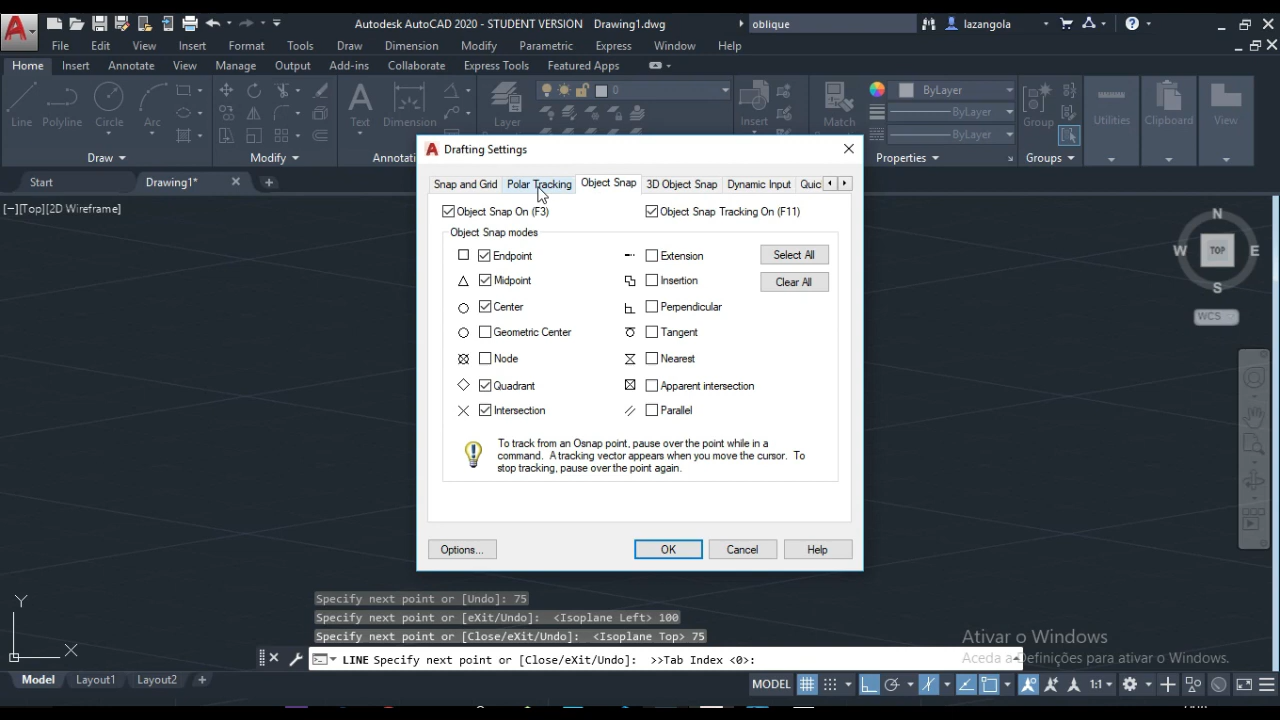 Autodesk AutoCAD 2020 - STUDENT VERSION Drawing1.dwg oblique lazangola
File Edit View Insert Format Tools Draw Dimension Modify Parametric Express Window Help
Home Insert Annotate View Manage Output Add-ins Collaborate Express Tools Featured Apps
0 ByLayer
ByLayer
ByLayer
Line Polyline Circle Arc Text Dimension Layer Insert Match Group Utilities Clipboard View
Draw Modify Properties Groups
Start Drawing1*
[−][Top][2D Wireframe]
N
W TOP E
S
WCS
Drafting Settings
Snap and Grid Polar Tracking Object Snap 3D Object Snap Dynamic Input Quic
Object Snap On (F3) Object Snap Tracking On (F11)
Object Snap modes
Endpoint Extension Select All
Midpoint Insertion Clear All
Center Perpendicular
Geometric Center Tangent
Node Nearest
Quadrant Apparent intersection
Intersection Parallel
To track from an Osnap point, pause over the point while in a
command. A tracking vector appears when you move the cursor. To
stop tracking, pause over the point again.
Options... OK Cancel Help
Y
X
Specify next point or [Undo]: 75
Specify next point or [eXit/Undo]: <Isoplane Left> 100
Specify next point or [Close/eXit/Undo]: <Isoplane Top> 75
LINE Specify next point or [Close/eXit/Undo]: >>Tab Index <0>:
Ativar o Windows
Aceda a Definições para ativar o Windows.
Model Layout1 Layout2 MODEL 1:1